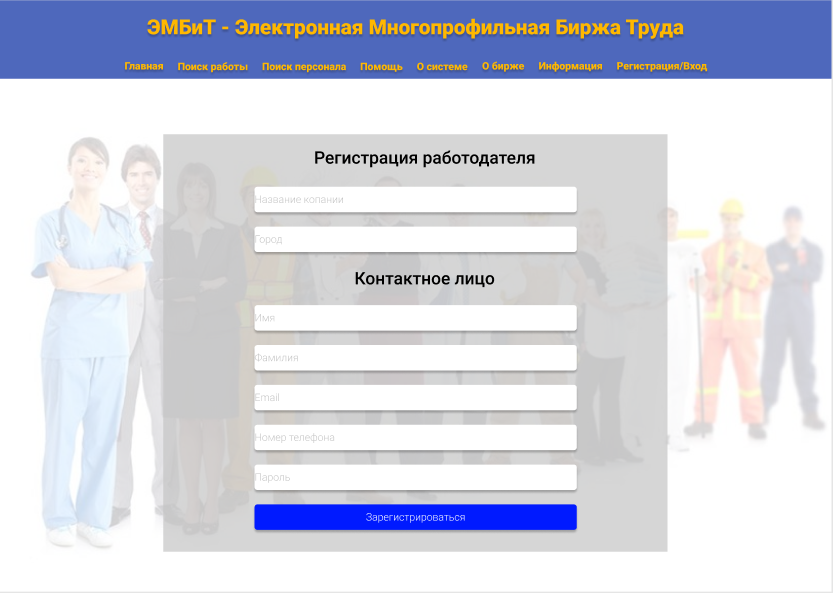 ЭМБиТ - Электронная Многопрофильная Биржа Труда
Главная Поиск работы Поиск персонала Помощь О системе О бирже Информация Регистрация/Вход
Регистрация работодателя
Название копании
Город
Контактное лицо
Имя
Фамилия
Email
Номер телефона
Пароль
Зарегистрироваться